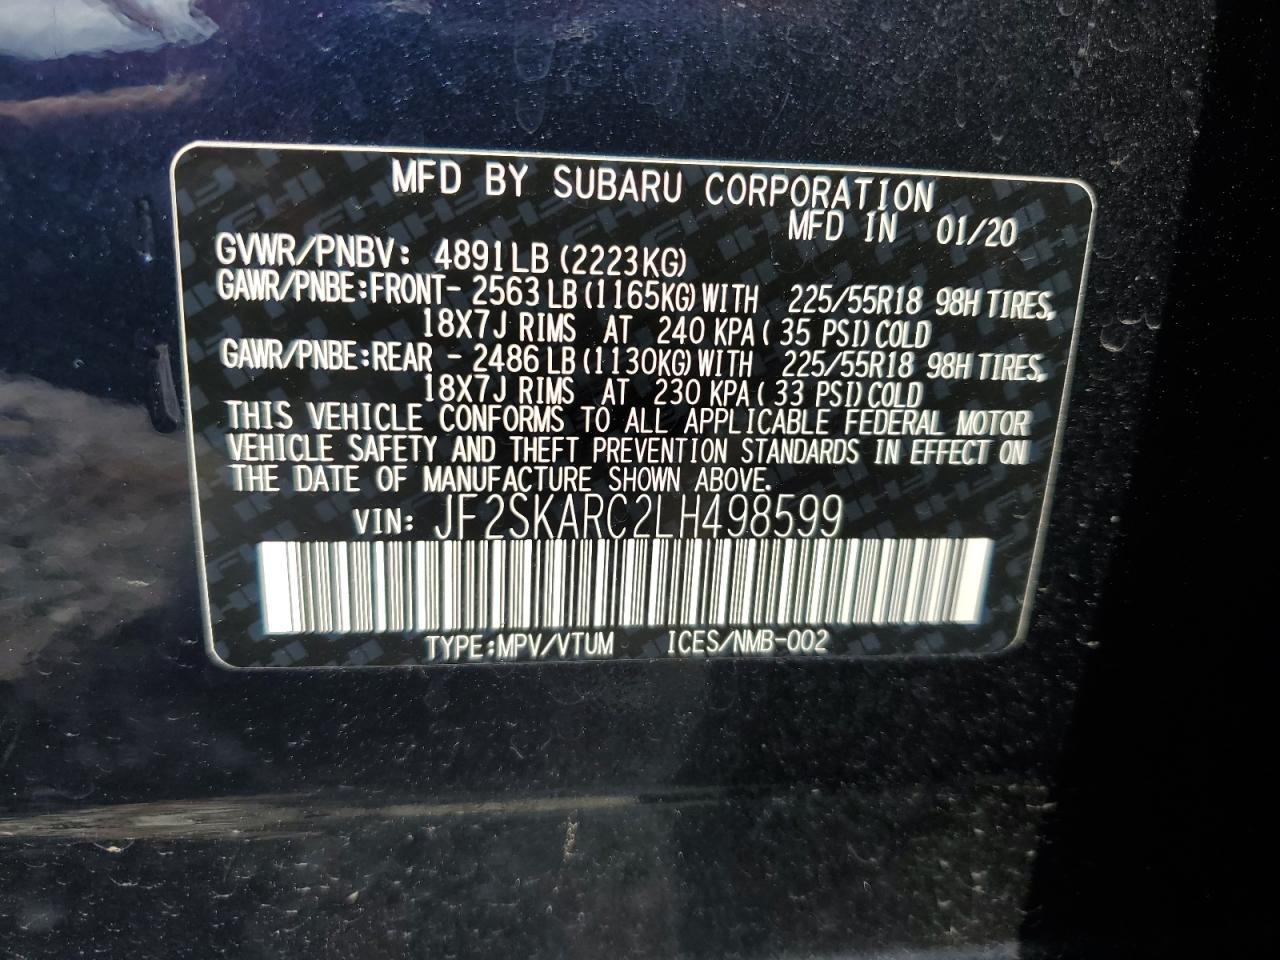 MFD BY SUBARU CORPORATION
MFD IN 01/20
GVWR/PNBV: 4891LB (2223KG)
GAWR/PNBE:FRONT- 2563LB (1165KG) WITH 225/55R18 98H TIRES,
18X7J RIMS AT 240 KPA ( 35 PSI) COLD
GAWR/PNBE:REAR - 2486LB (1130KG) WITH 225/55R18 98H TIRES,
18X7J RIMS AT 230 KPA ( 33 PSI) COLD
THIS VEHICLE CONFORMS TO ALL APPLICABLE FEDERAL MOTOR
VEHICLE SAFETY AND THEFT PREVENTION STANDARDS IN EFFECT ON
THE DATE OF MANUFACTURE SHOWN ABOVE.
VIN: JF2SKARC2LH498599
TYPE:MPV/VTUM ICES/NMB-002